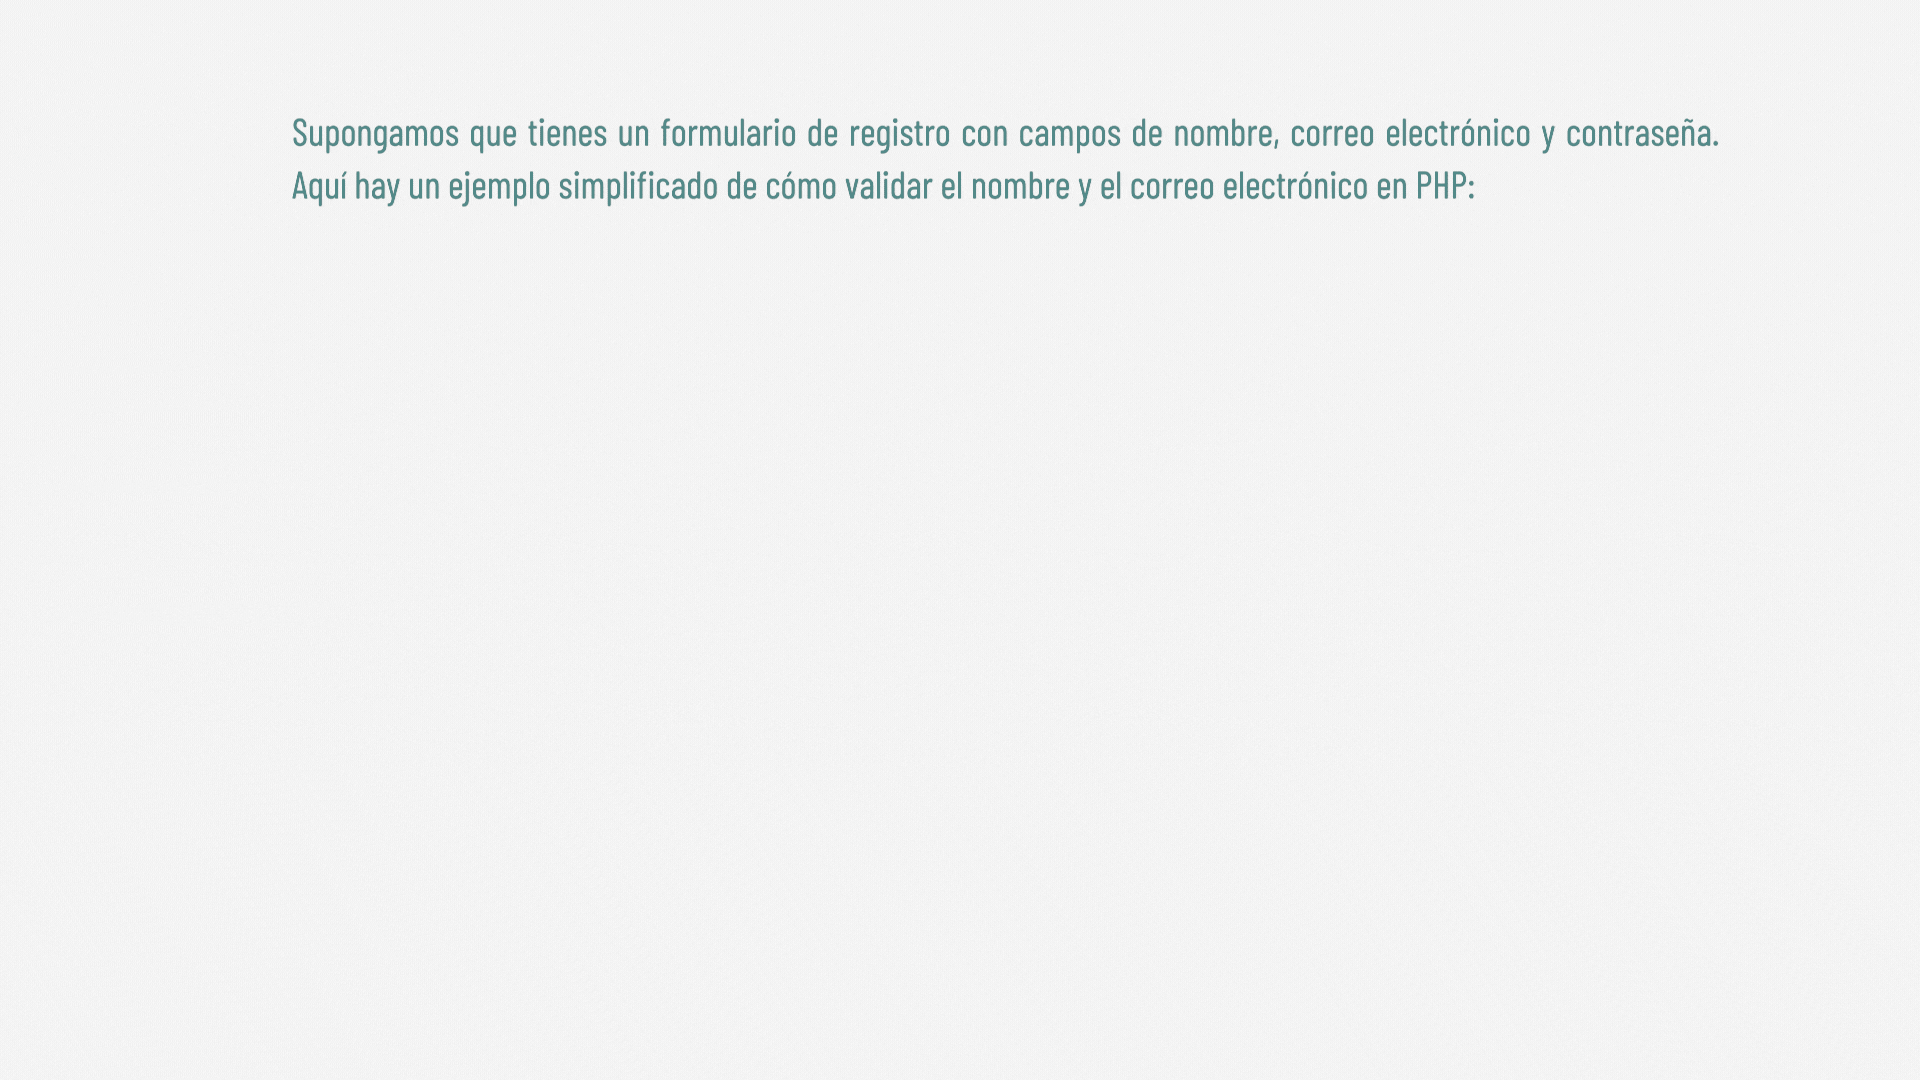 Supongamos que tienes un formulario de registro con campos de nombre, correo electrónico y contraseña.
Aquí hay un ejemplo simplificado de cómo validar el nombre y el correo electrónico en PHP: